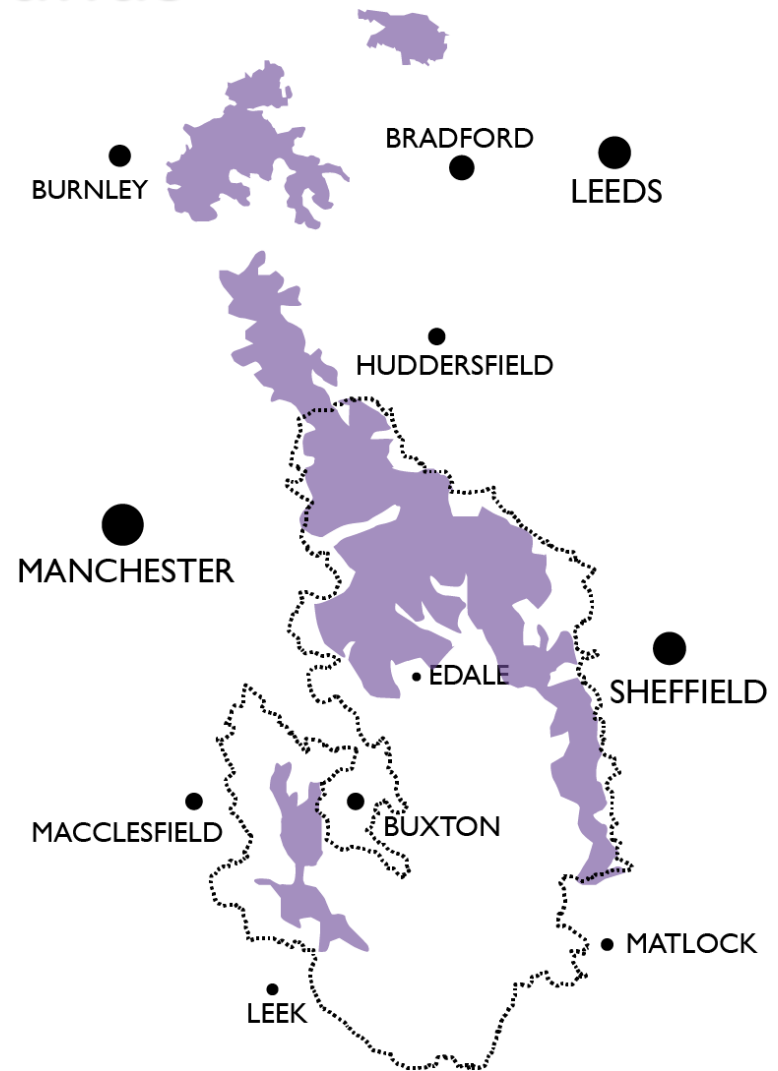 BRADFORD
BURNLEY
LEEDS
HUDDERSFIELD
MANCHESTER
EDALE
SHEFFIELD
MACCLESFIELD
BUXTON
MATLOCK
LEEK